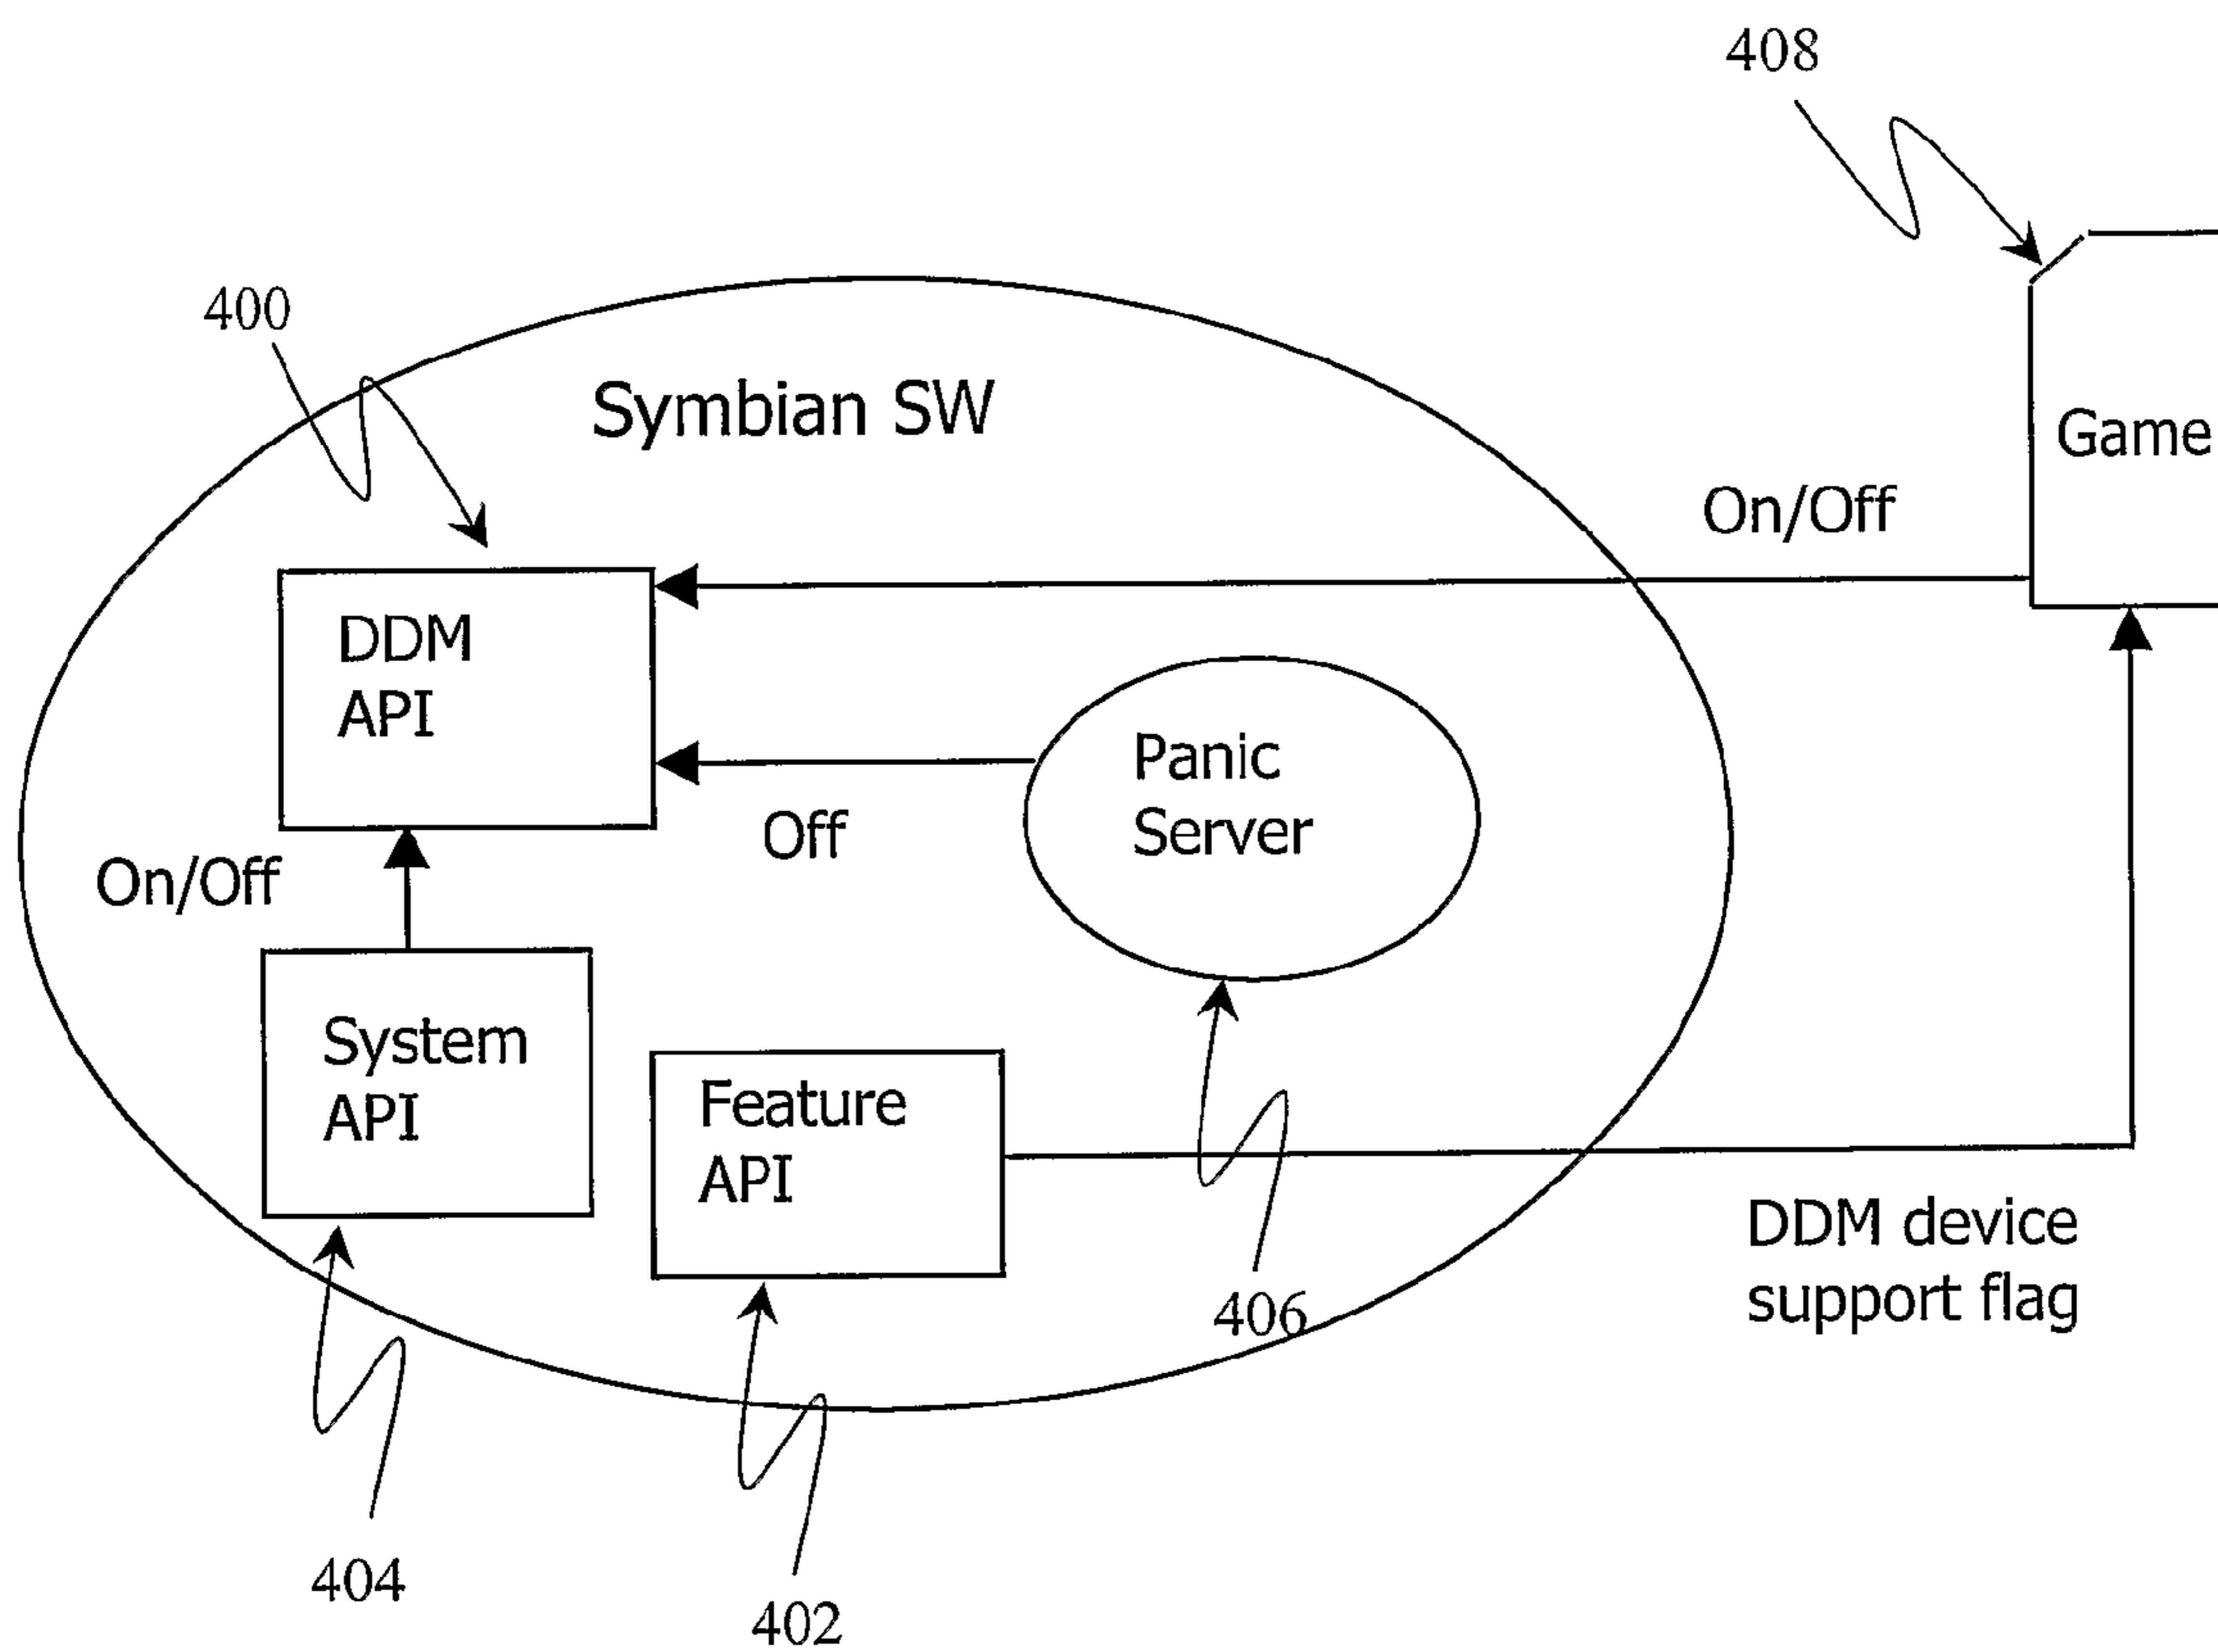 408
400
Symbian SW
Game
On/Off
DDM
API
Panic
Server
Off
On/Off
System
API
Feature
API
DDM device
support flag
406
404
402